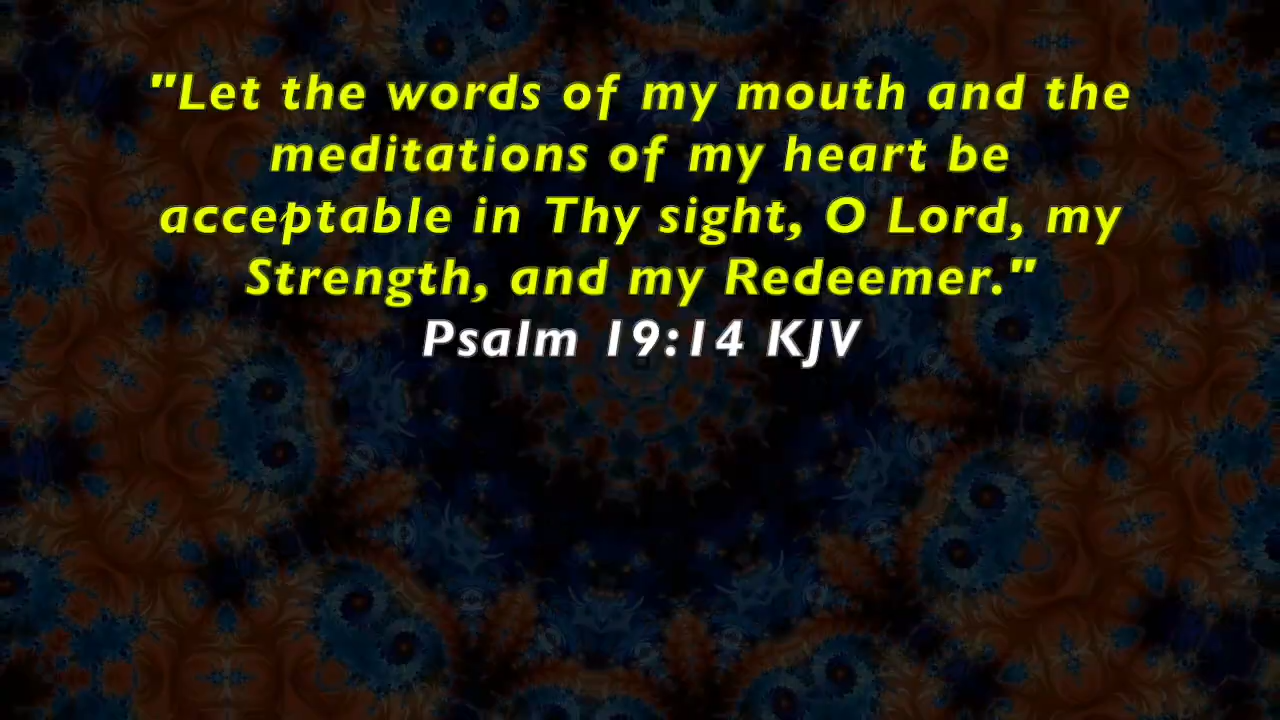 "Let the words of my mouth and the
meditations of my heart be
acceptable in Thy sight, O Lord, my
Strength, and my Redeemer."
Psalm 19:14 KJV